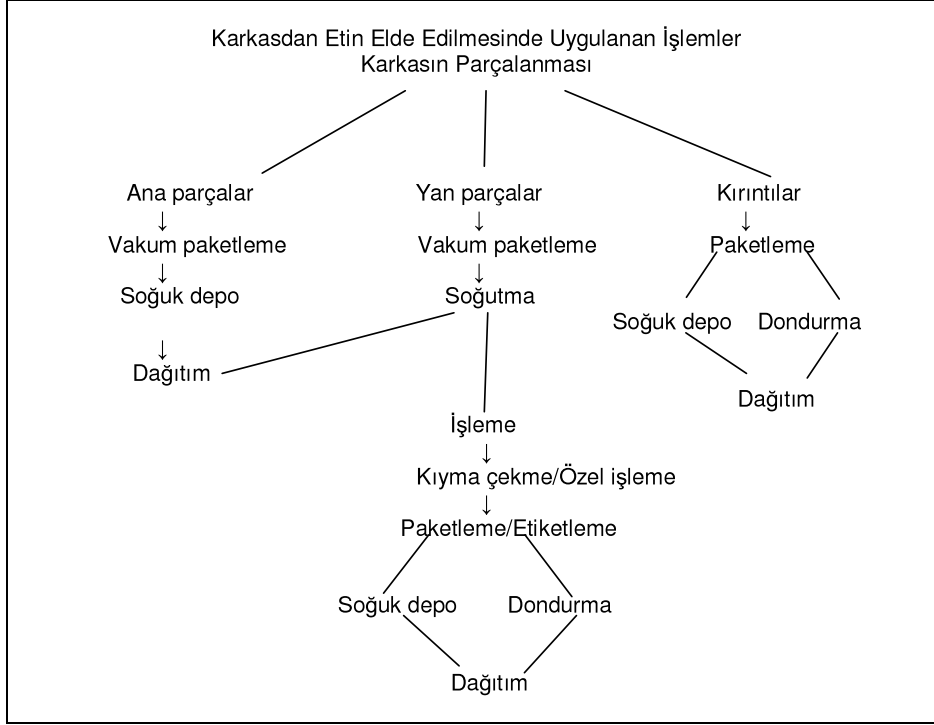 Karkasdan Etin Elde Edilmesinde Uygulanan İşlemler
Karkasın Parçalanması
Ana parçalar Yan parçalar Kırıntılar
↓ ↓ ↓
Vakum paketleme Vakum paketleme Paketleme
↓ ↓
Soğuk depo Soğutma
Soğuk depo Dondurma
↓
Dağıtım
Dağıtım
İşleme
↓
Kıyma çekme/Özel işleme
↓
Paketleme/Etiketleme
Soğuk depo Dondurma
Dağıtım